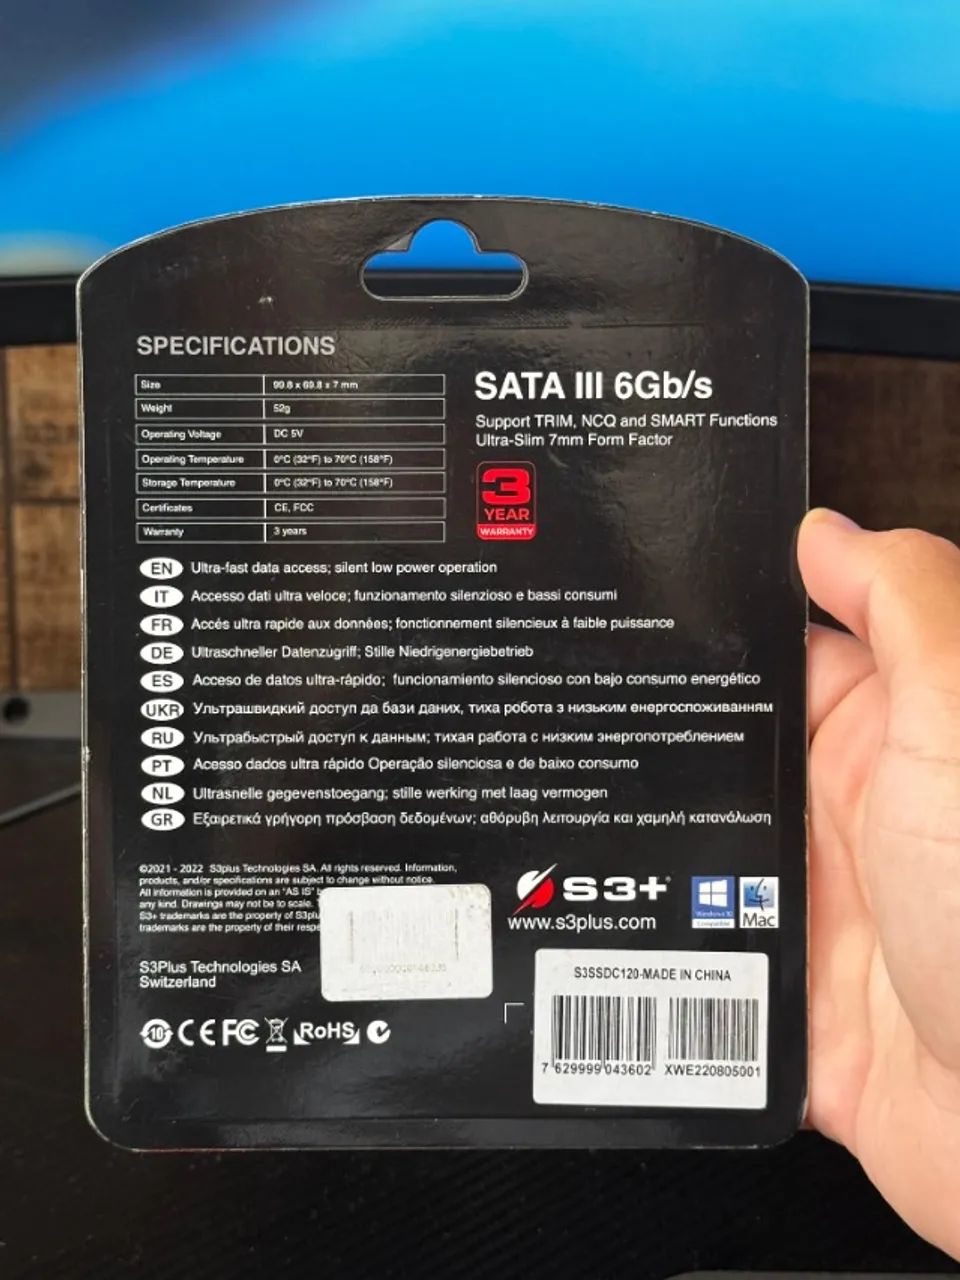 SPECIFICATIONS
Size 99.8 x 69.8 x 7 mm
Weight 52g
Operating Voltage DC 5V
Operating Temperature 0°C (32°F) to 70°C (158°F)
Storage Temperature 0°C (32°F) to 70°C (158°F)
Certificates CE, FCC
Warranty 3 years
SATA III 6Gb/s
Support TRIM, NCQ and SMART Functions
Ultra-Slim 7mm Form Factor
3
YEAR
WARRANTY
EN Ultra-fast data access; silent low power operation
IT Accesso dati ultra veloce; funzionamento silenzioso e bassi consumi
FR Accés ultra rapide aux données; fonctionnement silencieux à faible puissance
DE Ultraschneller Datenzugriff; Stille Niedrigenergiebetrieb
ES Acceso de datos ultra-rápido; funcionamiento silencioso con bajo consumo energético
UKR Ультрашвидкий доступ да бази даних, тиха робота з низьким енергоспоживанням
RU Ультрабыстрый доступ к данным; тихая работа с низким энергопотреблением
PT Acesso dados ultra rápido Operação silenciosa e de baixo consumo
NL Ultrasnelle gegevenstoegang; stille werking met laag vermogen
GR Εξαιρετικά γρήγορη πρόσβαση δεδομένων; αθόρυβη λειτουργία και χαμηλή κατανάλωση
©2021 - 2022 S3plus Technologies SA. All rights reserved. Information,
products, and/or specifications are subject to change without notice.
All information is provided on an "AS IS"
any kind. Drawings may not be to scale.
S3+ trademarks are the property of S3plu
trademarks are the property of their respe
S3Plus Technologies SA
Switzerland
10 CE FC RoHS
S3+
www.s3plus.com
Windows 10
Compatible
Mac
S3SSDC120-MADE IN CHINA
7 629999 043602 XWE220805001